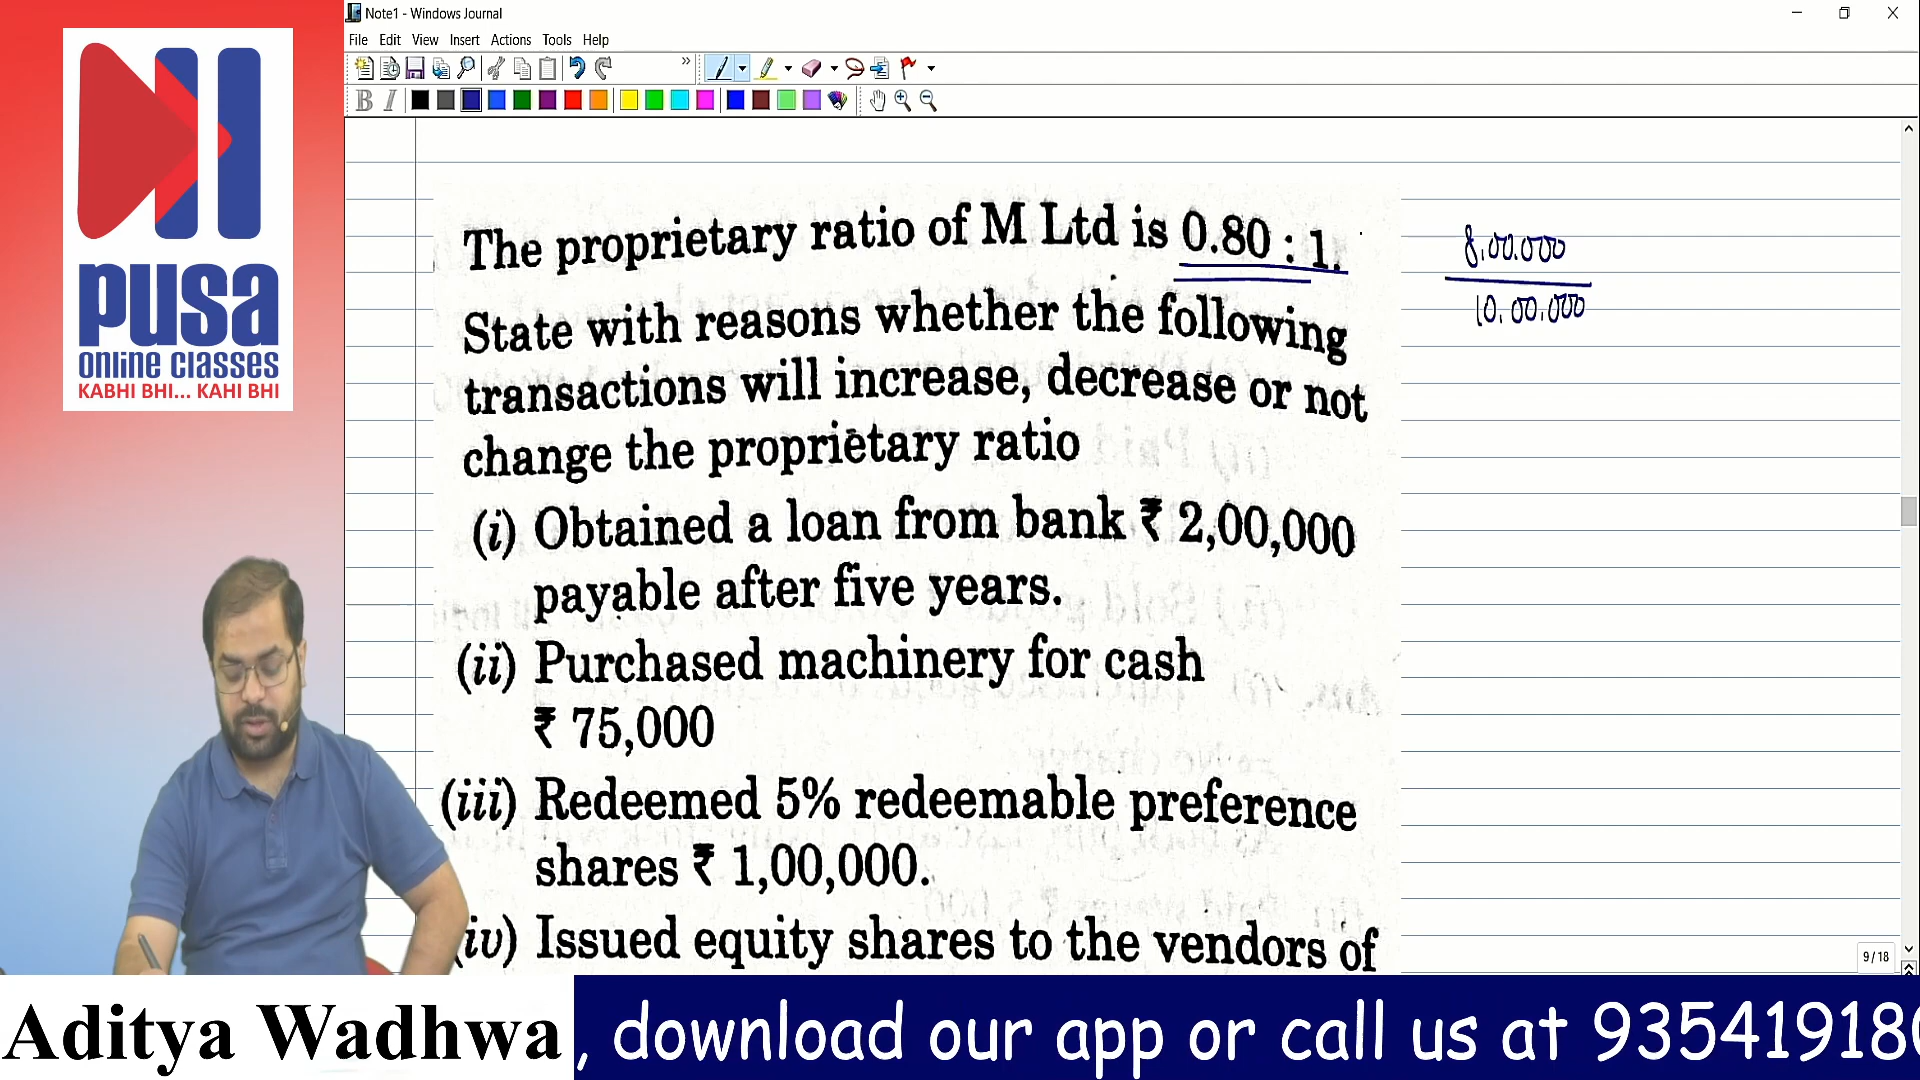 Note1 - Windows Journal
File Edit View Insert Actions Tools Help
B I
PUSA
ONLINE CLASSES
KABHI BHI... KAHI BHI
The proprietary ratio of M Ltd is 0.80 : 1.
State with reasons whether the following
transactions will increase, decrease or not
change the proprietary ratio
(i) Obtained a loan from bank ₹ 2,00,000
payable after five years.
(ii) Purchased machinery for cash
₹ 75,000
(iii) Redeemed 5% redeemable preference
shares ₹ 1,00,000.
iv) Issued equity shares to the vendors of
8,00,000
10,00,000
9 / 18
Aditya Wadhwa , download our app or call us at 935419180